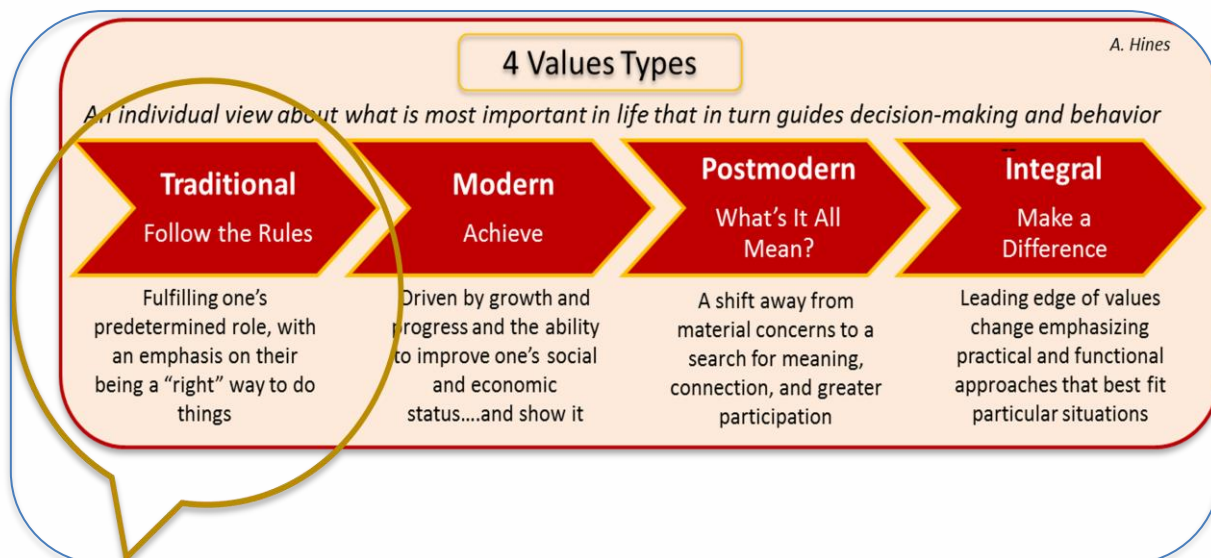 A. Hines
4 Values Types
An individual view about what is most important in life that in turn guides decision-making and behavior
Traditional
Follow the Rules
Fulfilling one's
predetermined role, with
an emphasis on their
being a "right" way to do
things
Modern
Achieve
Driven by growth and
progress and the ability
to improve one's social
and economic
status....and show it
Postmodern
What's It All
Mean?
A shift away from
material concerns to a
search for meaning,
connection, and greater
participation
Integral
Make a
Difference
Leading edge of values
change emphasizing
practical and functional
approaches that best fit
particular situations